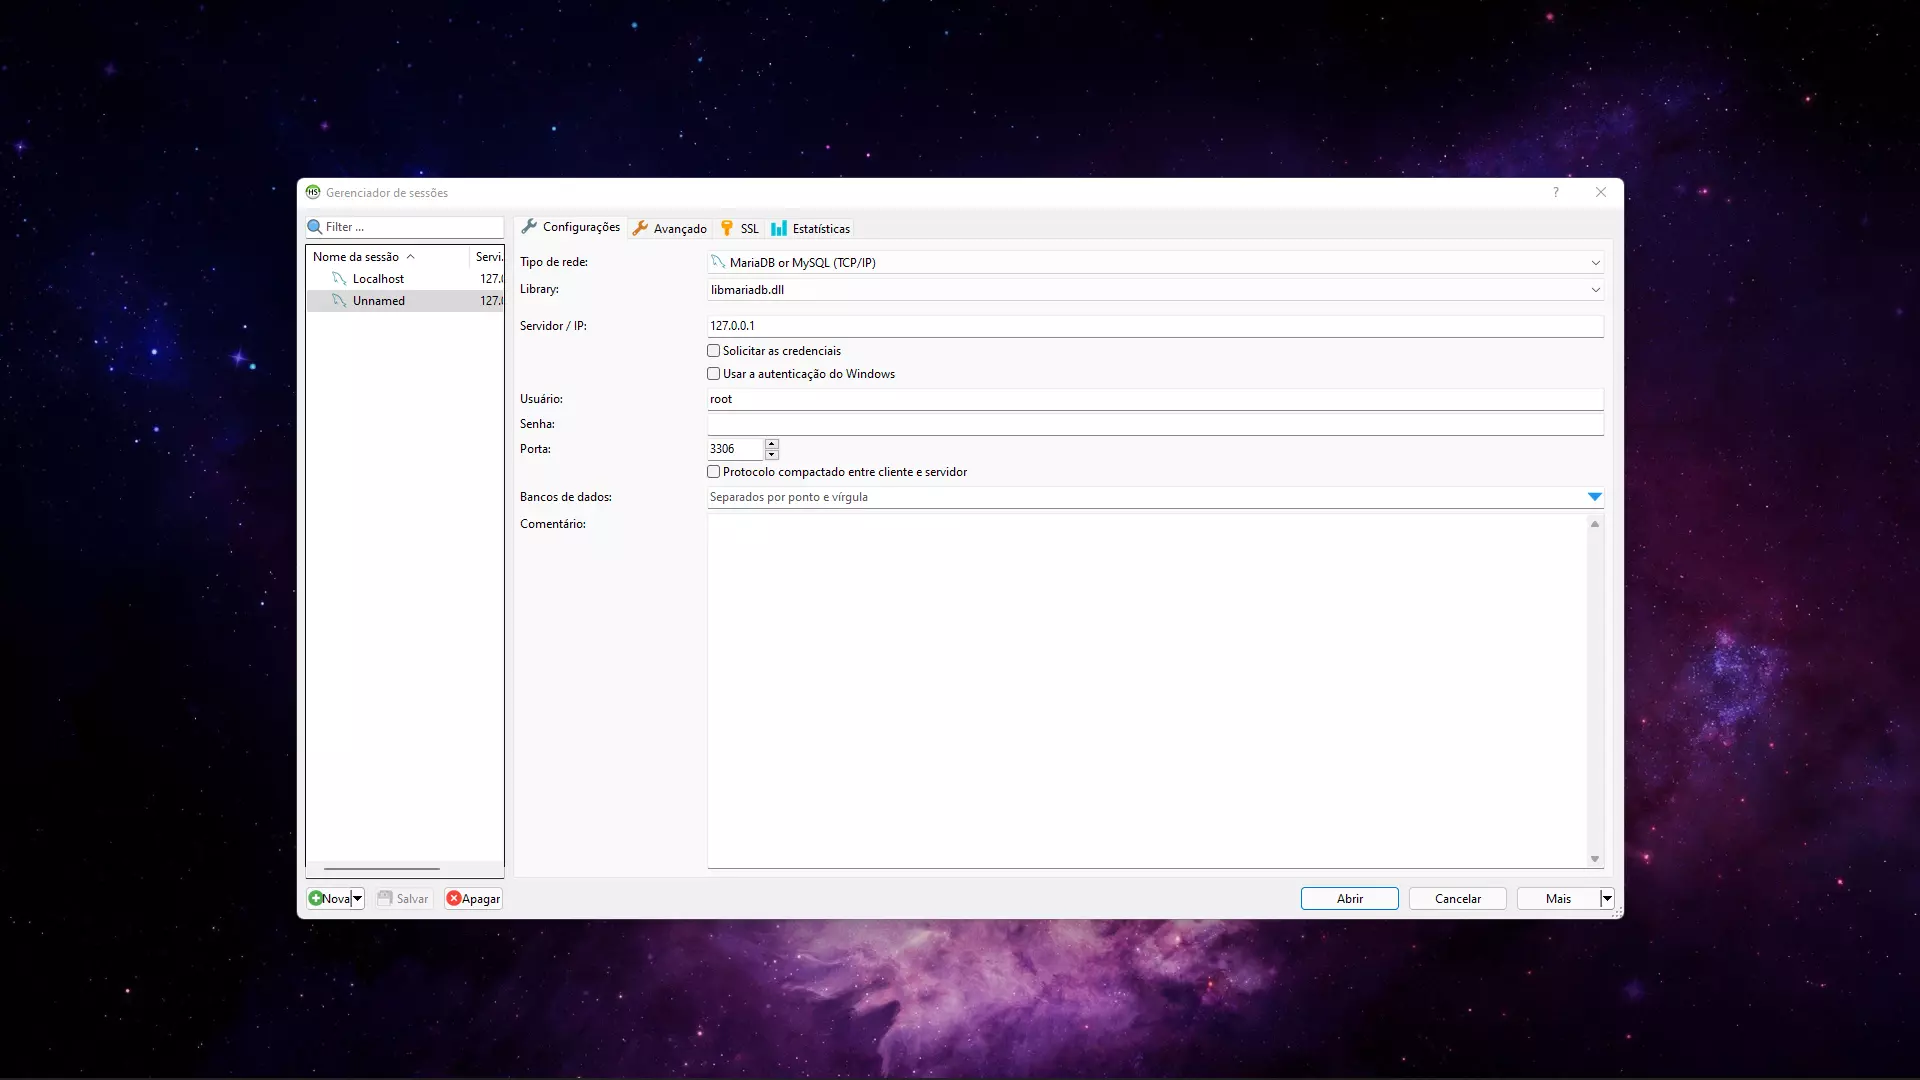 HS Gerenciador de sessões ?
Filter ...
Nome da sessão Servi.
Localhost 127.0
Unnamed 127.0
Configurações Avançado SSL Estatísticas
Tipo de rede: MariaDB or MySQL (TCP/IP)
Library: libmariadb.dll
Servidor / IP: 127.0.0.1
Solicitar as credenciais
Usar a autenticação do Windows
Usuário: root
Senha:
Porta: 3306
Protocolo compactado entre cliente e servidor
Bancos de dados: Separados por ponto e vírgula
Comentário:
Nova Salvar Apagar Abrir Cancelar Mais